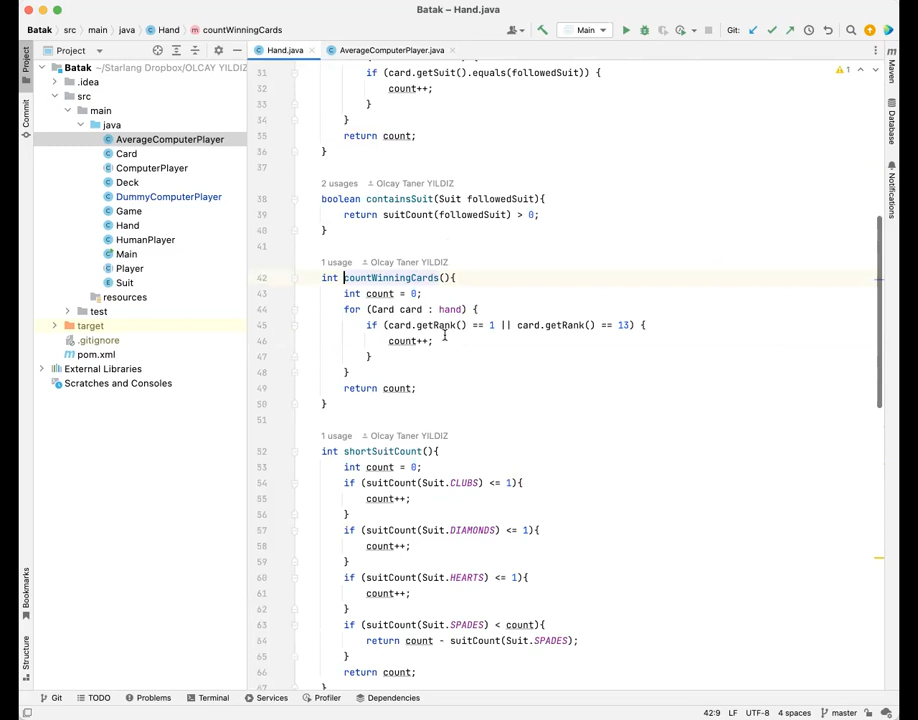 Batak – Hand.java
Batak
src
main
java
Hand
countWinningCards
Main
Git:
Project
Hand.java
AverageComputerPlayer.java
Batak ~/Starlang Dropbox/OLCAY YILDIZ
.idea
src
main
java
AverageComputerPlayer
Card
ComputerPlayer
Deck
DummyComputerPlayer
Game
Hand
HumanPlayer
Main
Player
Suit
resources
test
target
.gitignore
pom.xml
External Libraries
Scratches and Consoles
Project
Commit
Bookmarks
Structure
1
31 if (card.getSuit().equals(followedSuit)) {
32 count++;
33 }
34 }
35 return count;
36 }
37
2 usages Olcay Taner YILDIZ
38 boolean containsSuit(Suit followedSuit){
39 return suitCount(followedSuit) > 0;
40 }
41
1 usage Olcay Taner YILDIZ
42 int countWinningCards(){
43 int count = 0;
44 for (Card card : hand) {
45 if (card.getRank() == 1 || card.getRank() == 13) {
46 count++;
47 }
48 }
49 return count;
50 }
51
1 usage Olcay Taner YILDIZ
52 int shortSuitCount(){
53 int count = 0;
54 if (suitCount(Suit.CLUBS) <= 1){
55 count++;
56 }
57 if (suitCount(Suit.DIAMONDS) <= 1){
58 count++;
59 }
60 if (suitCount(Suit.HEARTS) <= 1){
61 count++;
62 }
63 if (suitCount(Suit.SPADES) < count){
64 return count - suitCount(Suit.SPADES);
65 }
66 return count;
67 }
Maven
Database
Notifications
Git
TODO
Problems
Terminal
Services
Profiler
Dependencies
42:9 LF UTF-8 4 spaces master